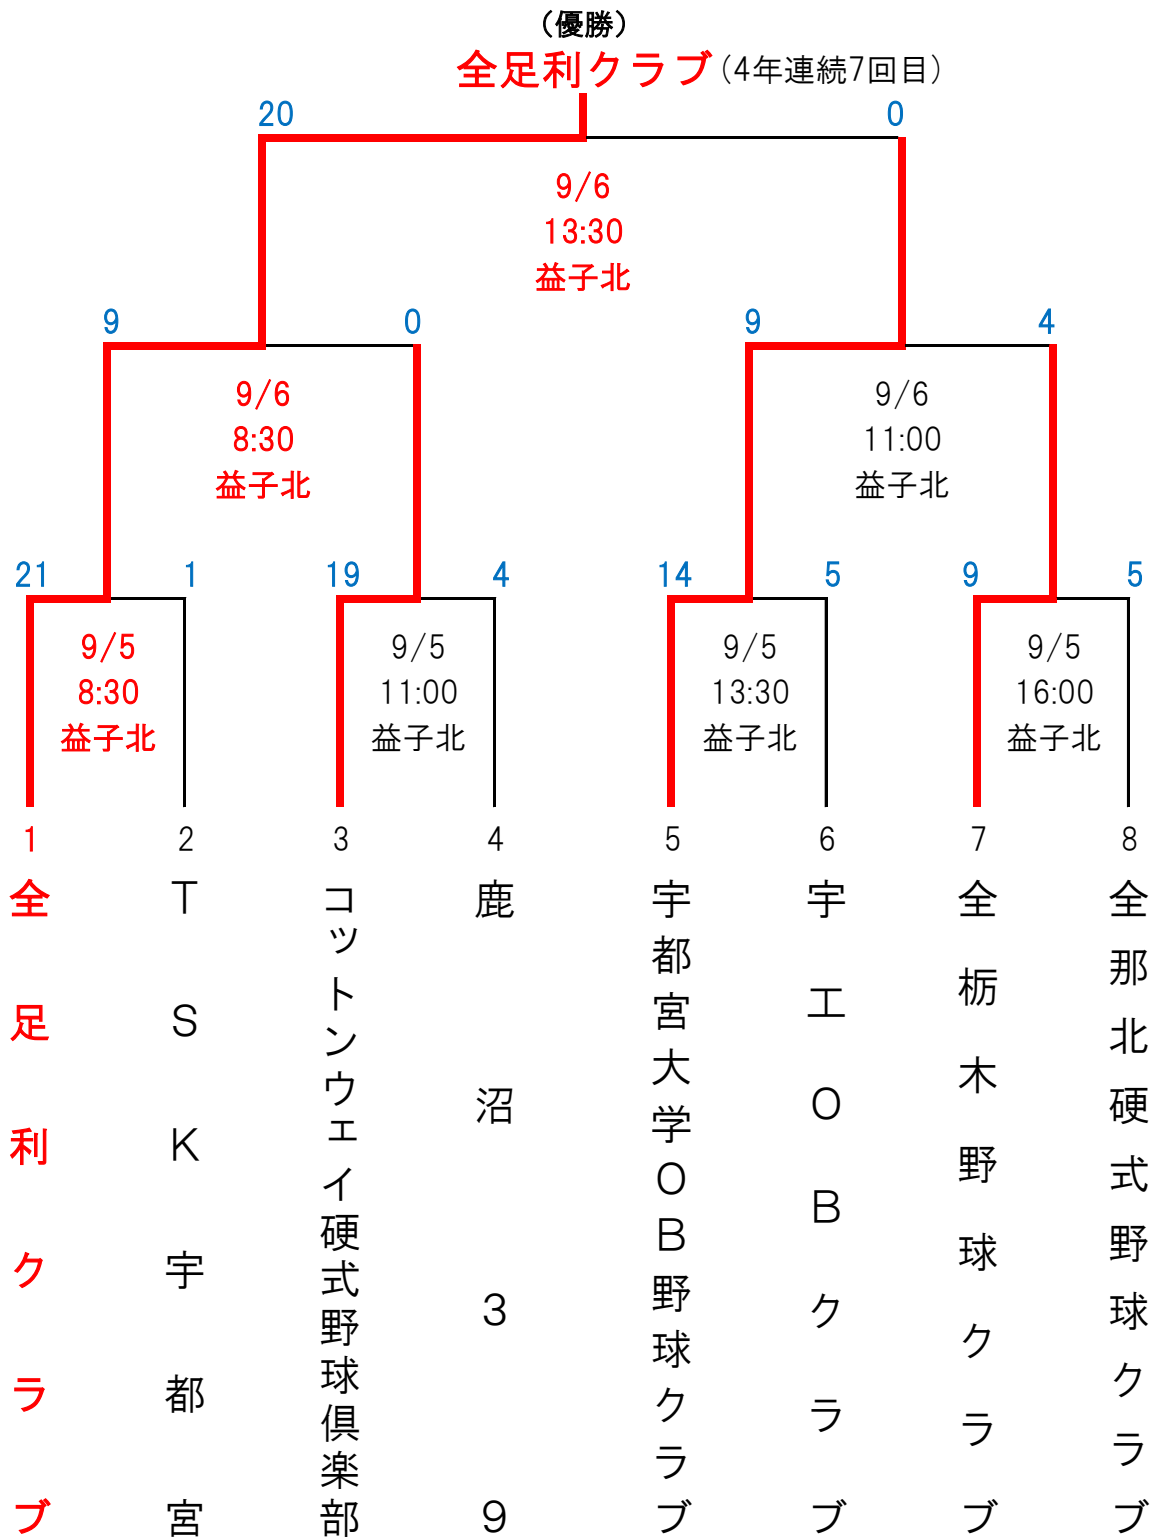 （優勝）
全足利クラブ（4年連続7回目）
20 0
9/6
13:30
益子北
9 0 9 4
9/6 9/6
8:30 11:00
益子北 益子北
21 1 19 4 14 5 9 5
9/5 9/5 9/5 9/5
8:30 11:00 13:30 16:00
益子北 益子北 益子北 益子北
1 2 3 4 5 6 7 8
全足利クラブ
TSK宇都宮
コットンウェイ硬式野球倶楽部
鹿沼39
宇都宮大学OB野球クラブ
宇工OBクラブ
全栃木野球クラブ
全那北硬式野球クラブ